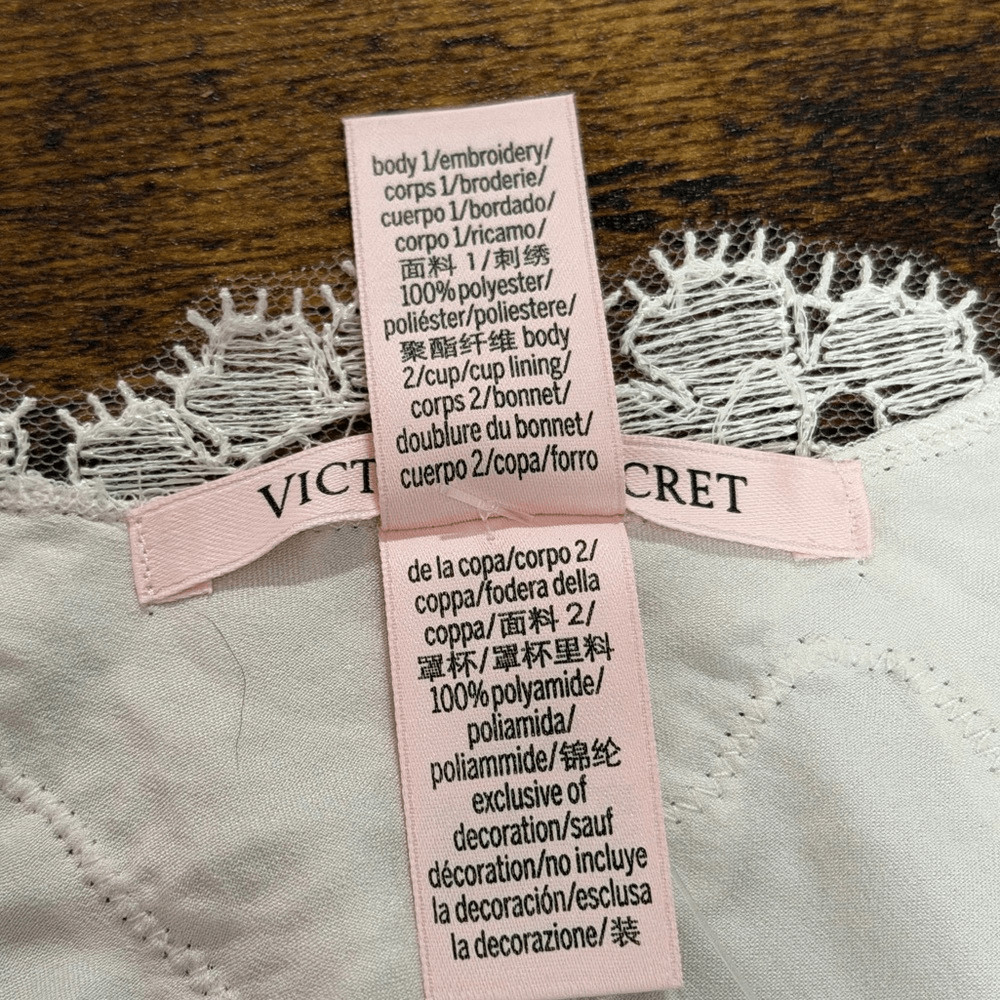 body 1/embroidery/
corps 1/broderie/
cuerpo 1/bordado/
corpo 1/ricamo/
面料 1/刺绣
100% polyester/
poliéster/poliestere/
聚酯纤维 body
2/cup/cup lining/
corps 2/bonnet/
doublure du bonnet/
cuerpo 2/copa/forro
VICT
CRET
de la copa/corpo 2/
coppa/fodera della
coppa/面料 2/
罩杯/罩杯里料
100% polyamide/
poliamida/
poliammide/锦纶
exclusive of
decoration/sauf
décoration/no incluye
la decoración/esclusa
la decorazione/装